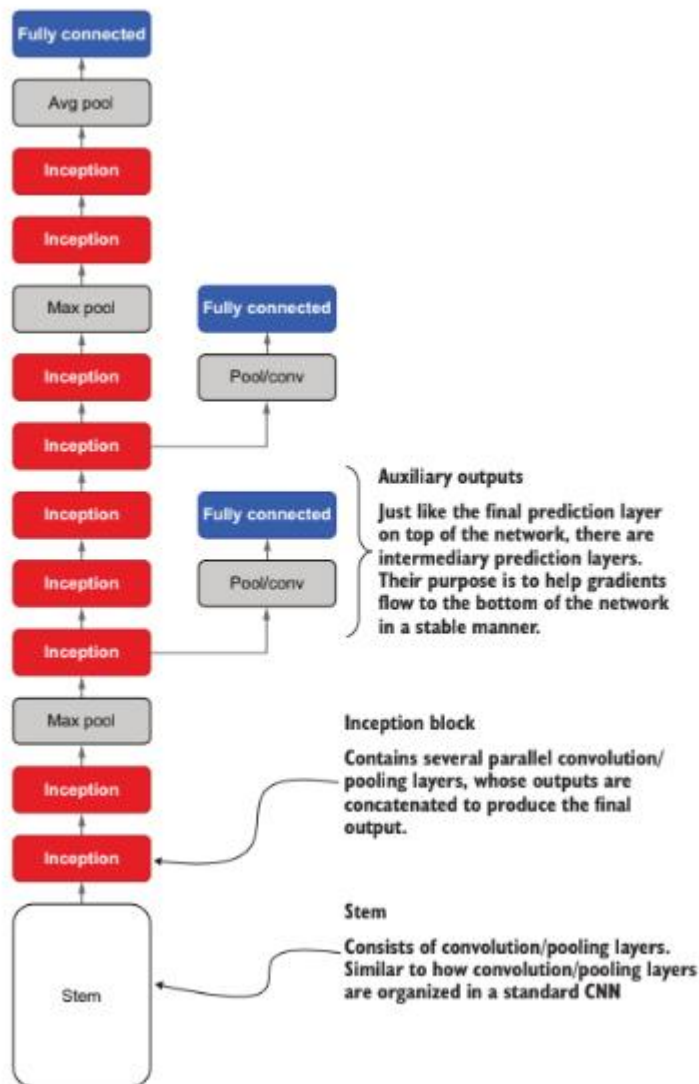 Fully connected
Avg pool
Inception
Inception
Max pool
Fully connected
Inception
Pool/conv
Inception
Auxiliary outputs
Inception
Fully connected
Just like the final prediction layer
on top of the network, there are
intermediary prediction layers.
Their purpose is to help gradients
flow to the bottom of the network
in a stable manner.
Inception
Pool/conv
Inception
Max pool
Inception block
Contains several parallel convolution/
pooling layers, whose outputs are
concatenated to produce the final
output.
Inception
Inception
Stem
Consists of convolution/pooling layers.
Similar to how convolution/pooling layers
are organized in a standard CNN
Stem